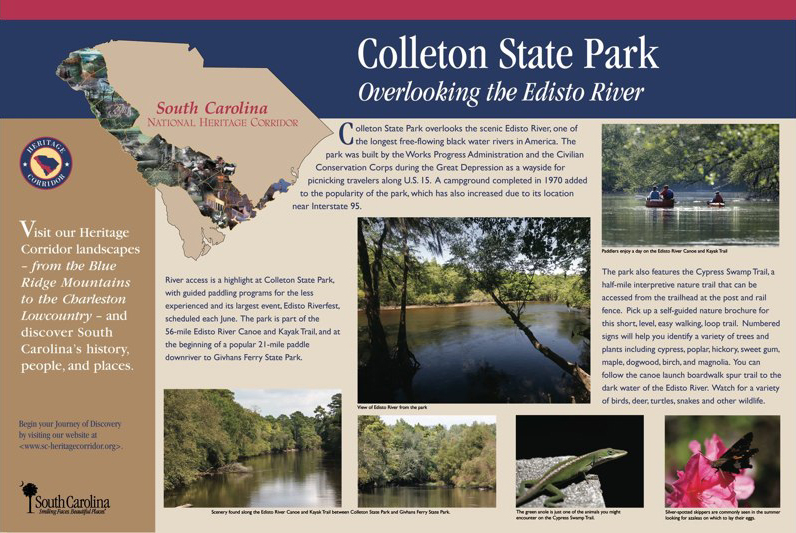 Colleton State Park
Overlooking the Edisto River
South Carolina
NATIONAL HERITAGE CORRIDOR
HERITAGE
CORRIDOR
Visit our Heritage
Corridor landscapes
– from the Blue
Ridge Mountains
to the Charleston
Lowcountry – and
discover South
Carolina's history,
people, and places.
Begin your Journey of Discovery
by visiting our website at
<www.sc-heritagecorridor.org>.
South Carolina
Smiling Faces. Beautiful Places.
Colleton State Park overlooks the scenic Edisto River, one of
the longest free-flowing black water rivers in America. The
park was built by the Works Progress Administration and the Civilian
Conservation Corps during the Great Depression as a wayside for
picnicking travelers along U.S. 15. A campground completed in 1970 added
to the popularity of the park, which has also increased due to its location
near Interstate 95.
River access is a highlight at Colleton State Park,
with guided paddling programs for the less
experienced and its largest event, Edisto Riverfest,
scheduled each June. The park is part of the
56-mile Edisto River Canoe and Kayak Trail, and at
the beginning of a popular 21-mile paddle
downriver to Givhans Ferry State Park.
View of Edisto River from the park
Paddlers enjoy a day on the Edisto River Canoe and Kayak Trail
The park also features the Cypress Swamp Trail, a
half-mile interpretive nature trail that can be
accessed from the trailhead at the post and rail
fence. Pick up a self-guided nature brochure for
this short, level, easy walking, loop trail. Numbered
signs will help you identify a variety of trees and
plants including cypress, poplar, hickory, sweet gum,
maple, dogwood, birch, and magnolia. You can
follow the canoe launch boardwalk spur trail to the
dark water of the Edisto River. Watch for a variety
of birds, deer, turtles, snakes and other wildlife.
Scenery found along the Edisto River Canoe and Kayak Trail between Colleton State Park and Givhans Ferry State Park.
The green anole is just one of the animals you might
encounter on the Cypress Swamp Trail.
Silver-spotted skippers are commonly seen in the summer
looking for azaleas on which to lay their eggs.